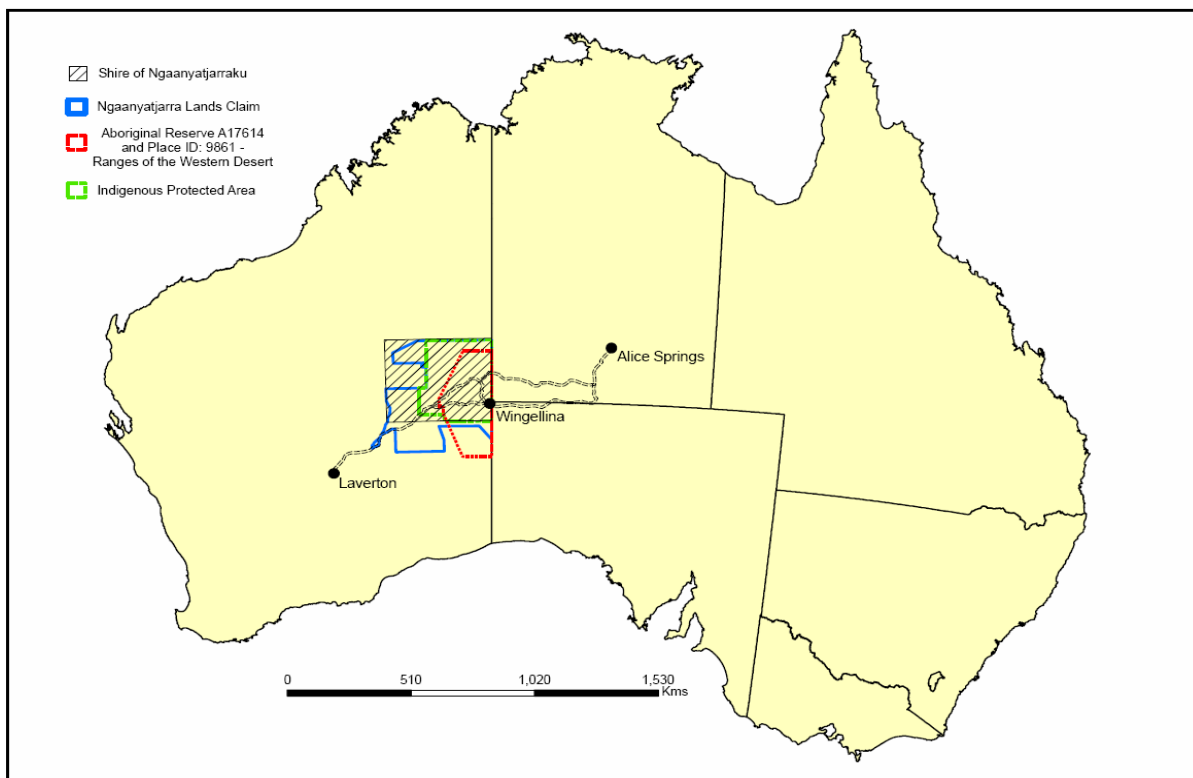 Shire of Ngaanyatjarraku
Ngaanyatjarra Lands Claim
Aboriginal Reserve A17614
and Place ID: 9861 -
Ranges of the Western Desert
Indigenous Protected Area
Alice Springs
Wingellina
Laverton
0 510 1,020 1,530
Kms